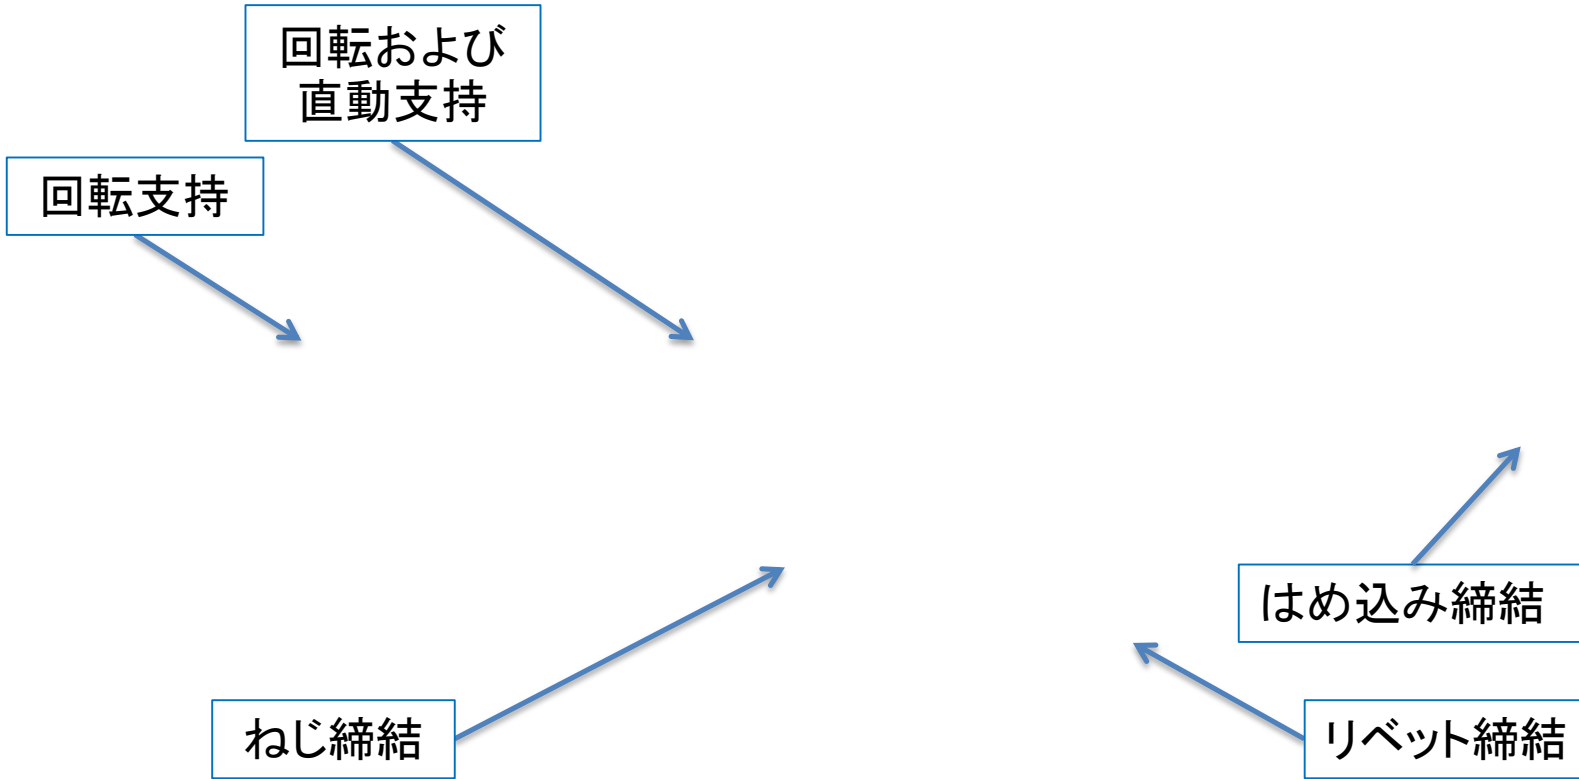 回転および
直動支持
回転支持
はめ込み締結
ねじ締結
リベット締結